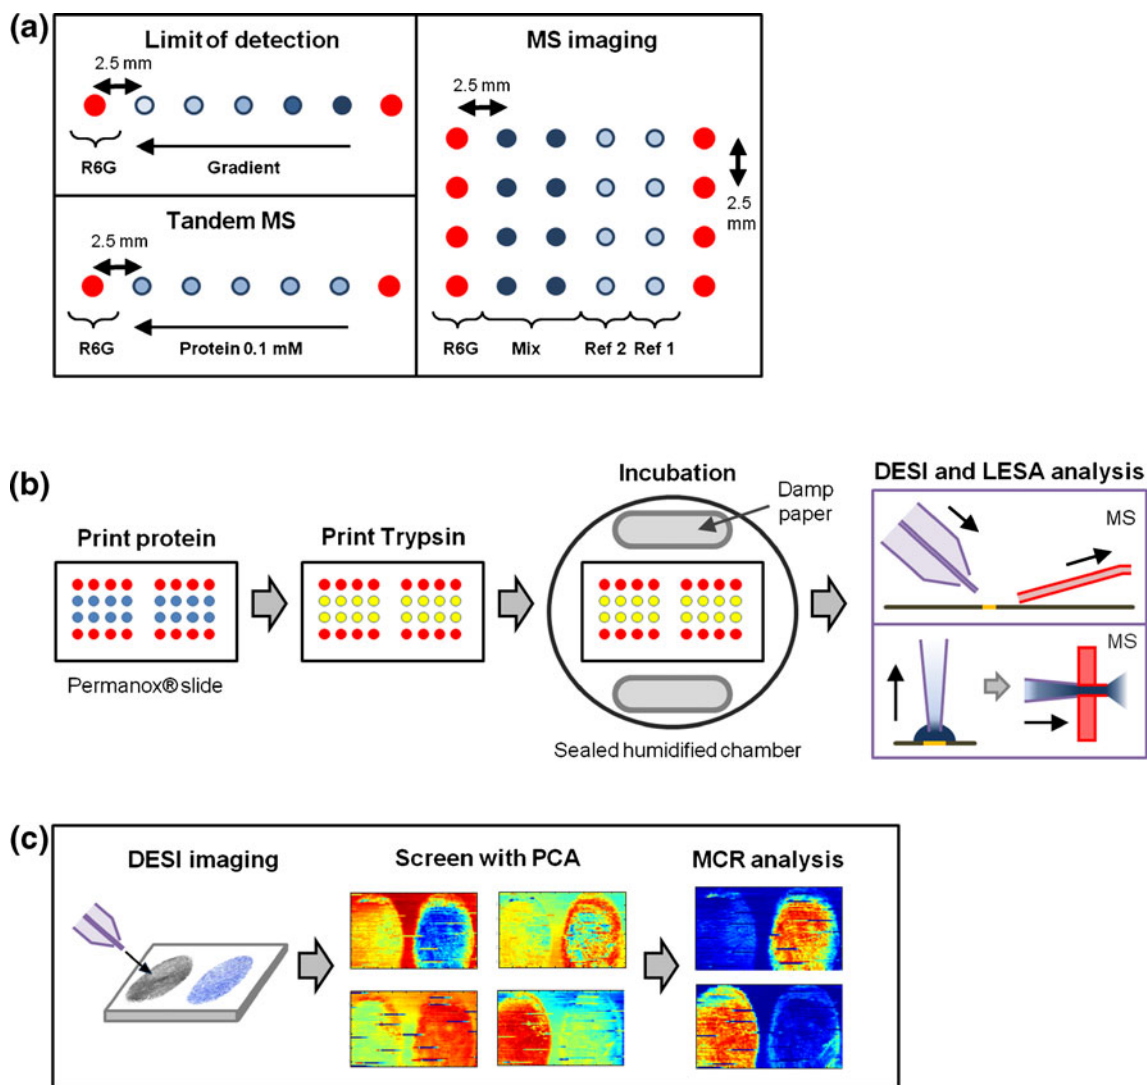 (a)
Limit of detection
2.5 mm
R6G
Gradient
Tandem MS
2.5 mm
R6G
Protein 0.1 mM
MS imaging
2.5 mm
2.5
mm
R6G Mix Ref 2 Ref 1
(b)
Print protein
Permanox® slide
Print Trypsin
Incubation
Damp
paper
Sealed humidified chamber
DESI and LESA analysis
MS
MS
(c)
DESI imaging
Screen with PCA
MCR analysis